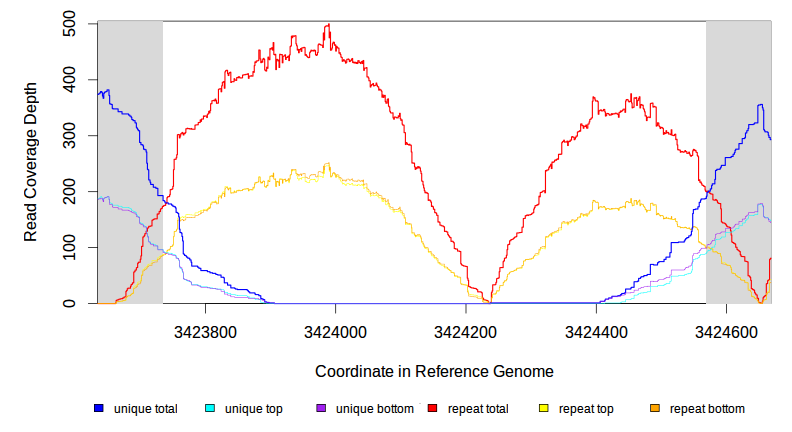 500
400
300
200
100
0
Read Coverage Depth
3423800 3424000 3424200 3424400 3424600
Coordinate in Reference Genome
unique total unique top unique bottom repeat total repeat top repeat bottom